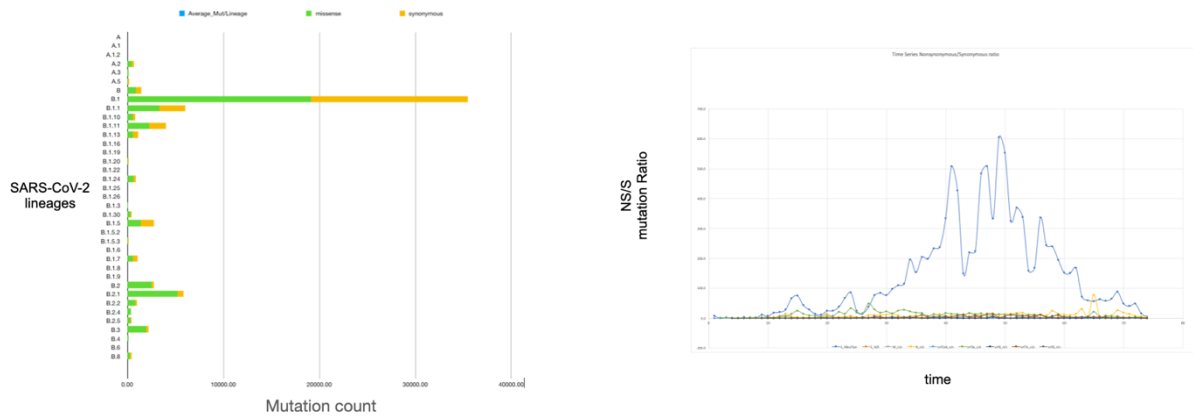 Average_Mut/Lineage missense synonymous
A
A.1
A.1.2
A.2
A.3
A.5
B
B.1
B.1.1
B.1.10
B.1.11
B.1.13
B.1.16
B.1.19
B.1.20
B.1.22
B.1.24
B.1.25
B.1.26
B.1.3
B.1.30
B.1.5
B.1.5.2
B.1.5.3
B.1.6
B.1.7
B.1.8
B.1.9
B.2
B.2.1
B.2.2
B.2.4
B.2.5
B.3
B.4
B.6
B.8
SARS-CoV-2
lineages
0.00 10000.00 20000.00 30000.00 40000.00
Mutation count
Time Series Nonsynonymous/Synonymous ratio
NS/S
mutation Ratio
time